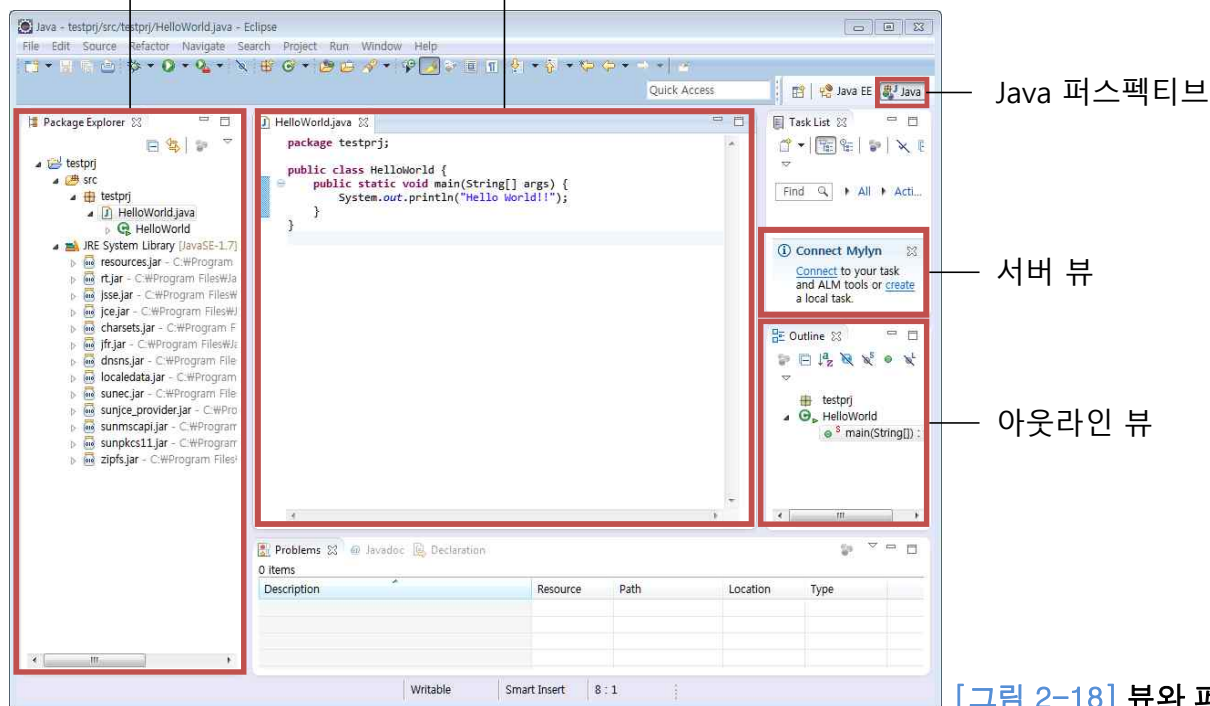 Java - testprj/src/testprj/HelloWorld.java - Eclipse
File Edit Source Refactor Navigate Search Project Run Window Help
Quick Access
Java EE
Java
Java 퍼스펙티브
Package Explorer
testprj
src
testprj
HelloWorld.java
HelloWorld
JRE System Library [JavaSE-1.7]
resources.jar - C:₩Program
rt.jar - C:₩Program Files₩Ja
jsse.jar - C:₩Program Files₩
jce.jar - C:₩Program Files₩J
charsets.jar - C:₩Program F
jfr.jar - C:₩Program Files₩Ja
dnsns.jar - C:₩Program File
localedata.jar - C:₩Program
sunec.jar - C:₩Program File
sunjce_provider.jar - C:₩Pro
sunmscapi.jar - C:₩Program
sunpkcs11.jar - C:₩Program
zipfs.jar - C:₩Program Files
HelloWorld.java
package testprj;
public class HelloWorld {
public static void main(String[] args) {
System.out.println("Hello World!!");
}
}
Task List
Find
All
Acti...
Connect Mylyn
Connect to your task
and ALM tools or create
a local task.
서버 뷰
Outline
testprj
HelloWorld
main(String[]) :
아웃라인 뷰
Problems @ Javadoc Declaration
0 items
Description Resource Path Location Type
Writable Smart Insert 8 : 1
[그림 2-18] 뷰와